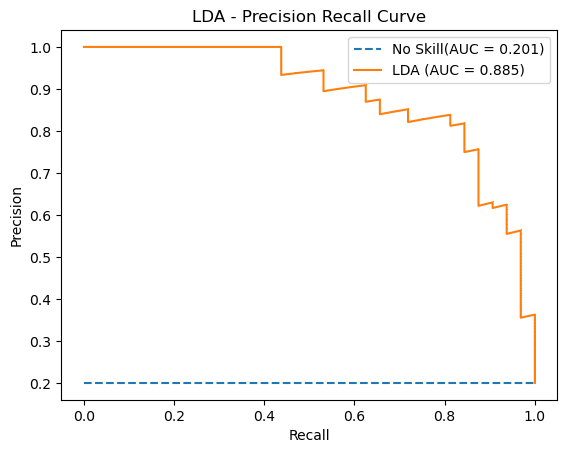 LDA - Precision Recall Curve
No Skill(AUC = 0.201)
LDA (AUC = 0.885)
Precision
1.0
0.9
0.8
0.7
0.6
0.5
0.4
0.3
0.2
0.0 0.2 0.4 0.6 0.8 1.0
Recall